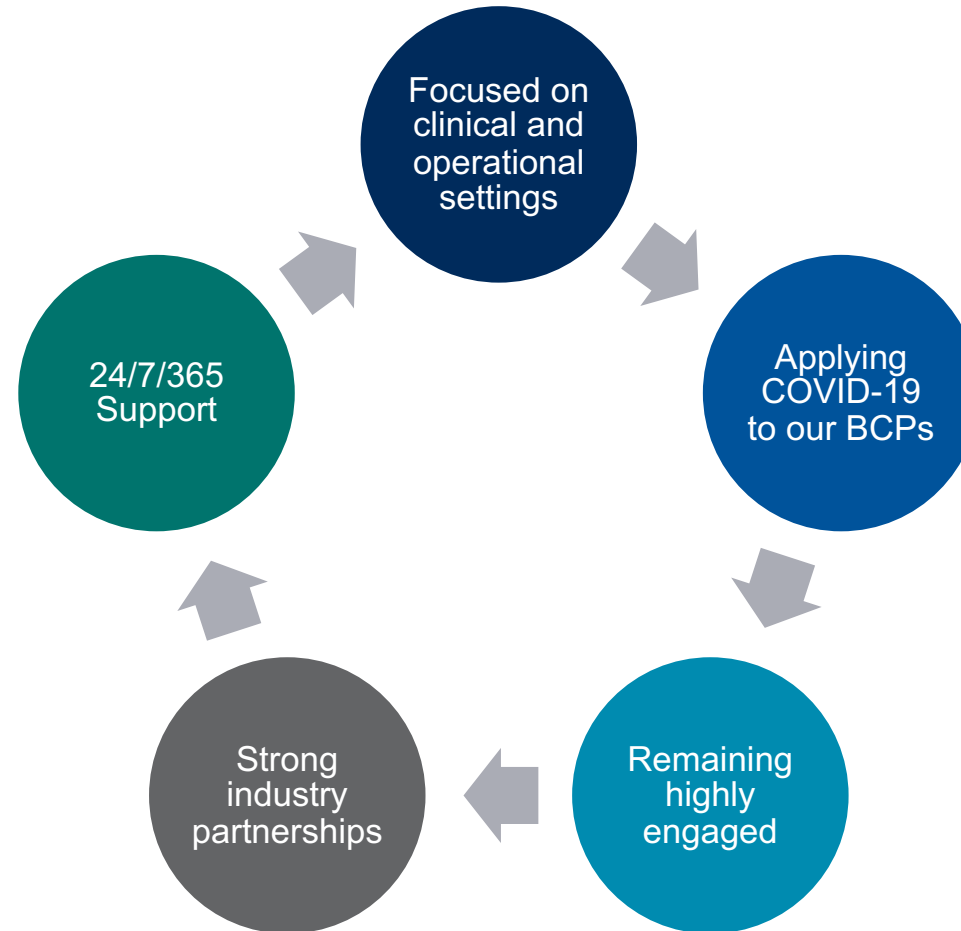 Focused on
clinical and
operational
settings
Applying
COVID-19
to our BCPs
Remaining
highly
engaged
Strong
industry
partnerships
24/7/365
Support